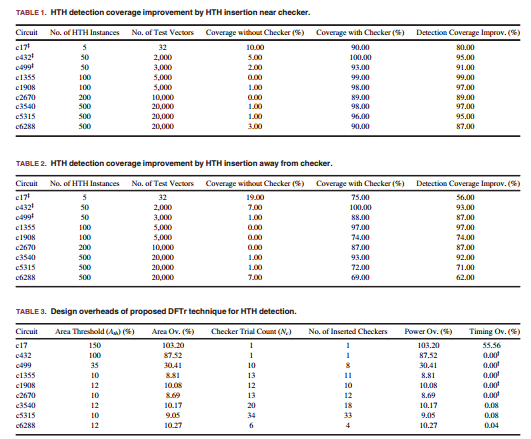 TABLE 1. HTH detection coverage improvement by HTH insertion near checker.
Circuit No. of HTH Instances No. of Test Vectors Coverage without Checker (%) Coverage with Checker (%) Detection Coverage Improv. (%)
c17‡ 5 32 10.00 90.00 80.00
c432‡ 50 2,000 5.00 100.00 95.00
c499‡ 50 3,000 2.00 93.00 91.00
c1355 100 5,000 0.00 99.00 99.00
c1908 100 5,000 1.00 98.00 97.00
c2670 200 10,000 0.00 89.00 89.00
c3540 500 20,000 1.00 98.00 97.00
c5315 500 20,000 1.00 96.00 95.00
c6288 500 20,000 3.00 90.00 87.00
TABLE 2. HTH detection coverage improvement by HTH insertion away from checker.
Circuit No. of HTH Instances No. of Test Vectors Coverage without Checker (%) Coverage with Checker (%) Detection Coverage Improv. (%)
c17‡ 5 32 19.00 75.00 56.00
c432‡ 50 2,000 7.00 100.00 93.00
c499‡ 50 3,000 1.00 88.00 87.00
c1355 100 5,000 0.00 97.00 97.00
c1908 100 5,000 0.00 74.00 74.00
c2670 200 10,000 0.00 87.00 87.00
c3540 500 20,000 1.00 93.00 92.00
c5315 500 20,000 1.00 72.00 71.00
c6288 500 20,000 7.00 69.00 62.00
TABLE 3. Design overheads of proposed DFTr technique for HTH detection.
Circuit Area Threshold (Ath) (%) Area Ov. (%) Checker Trial Count (Nc) No. of Inserted Checkers Power Ov. (%) Timing Ov. (%)
c17 150 103.20 1 1 103.20 55.56
c432 100 87.52 1 1 87.52 0.00†
c499 35 30.41 10 8 30.41 0.00†
c1355 10 8.81 13 11 8.81 0.00†
c1908 12 10.08 12 10 10.08 0.00†
c2670 10 8.69 13 12 8.69 0.00†
c3540 12 10.17 20 18 10.17 0.08
c5315 10 9.05 34 33 9.05 0.08
c6288 12 10.27 6 4 10.27 0.04